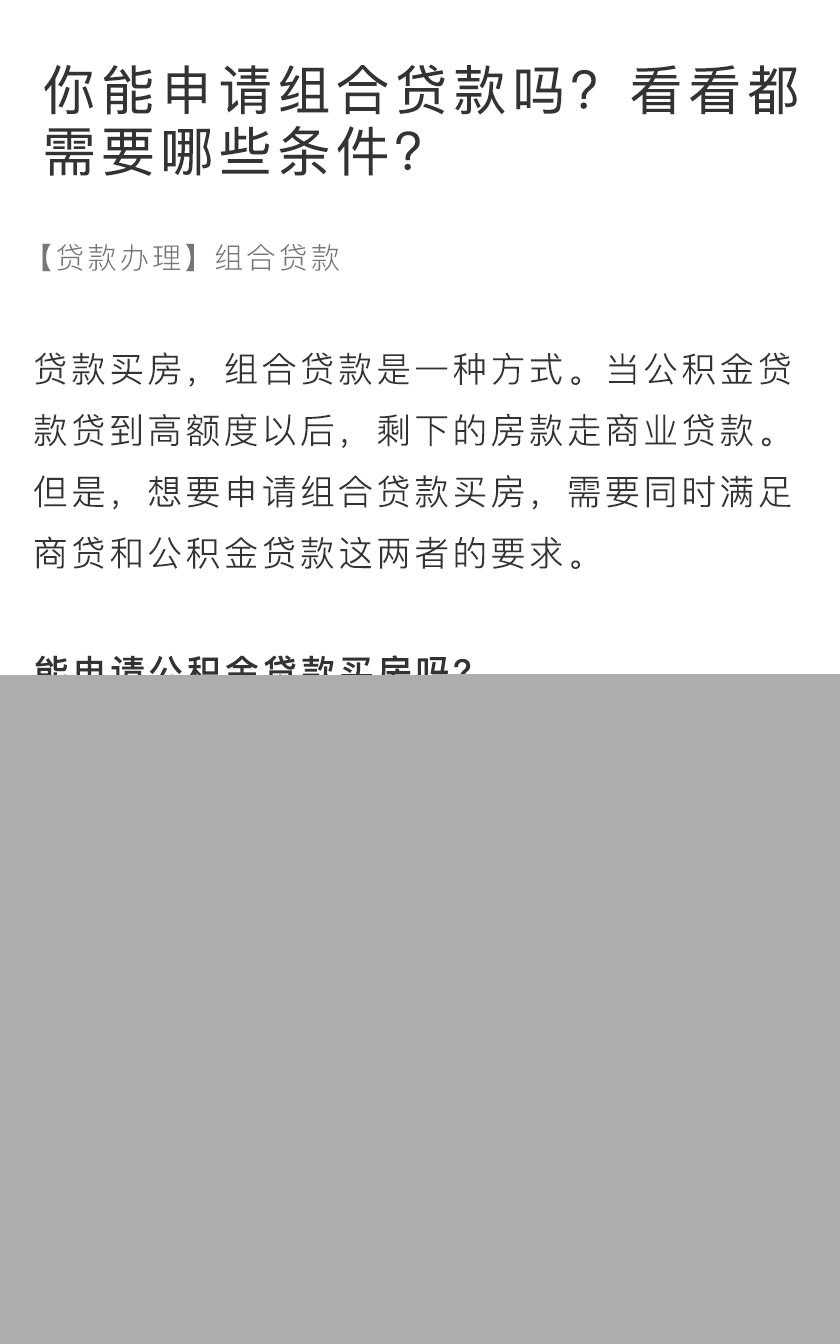 你能申请组合贷款吗？看看都
需要哪些条件？
【贷款办理】组合贷款
贷款买房，组合贷款是一种方式。当公积金贷
款贷到高额度以后，剩下的房款走商业贷款。
但是，想要申请组合贷款买房，需要同时满足
商贷和公积金贷款这两者的要求。
能申请公积金贷款买房吗？